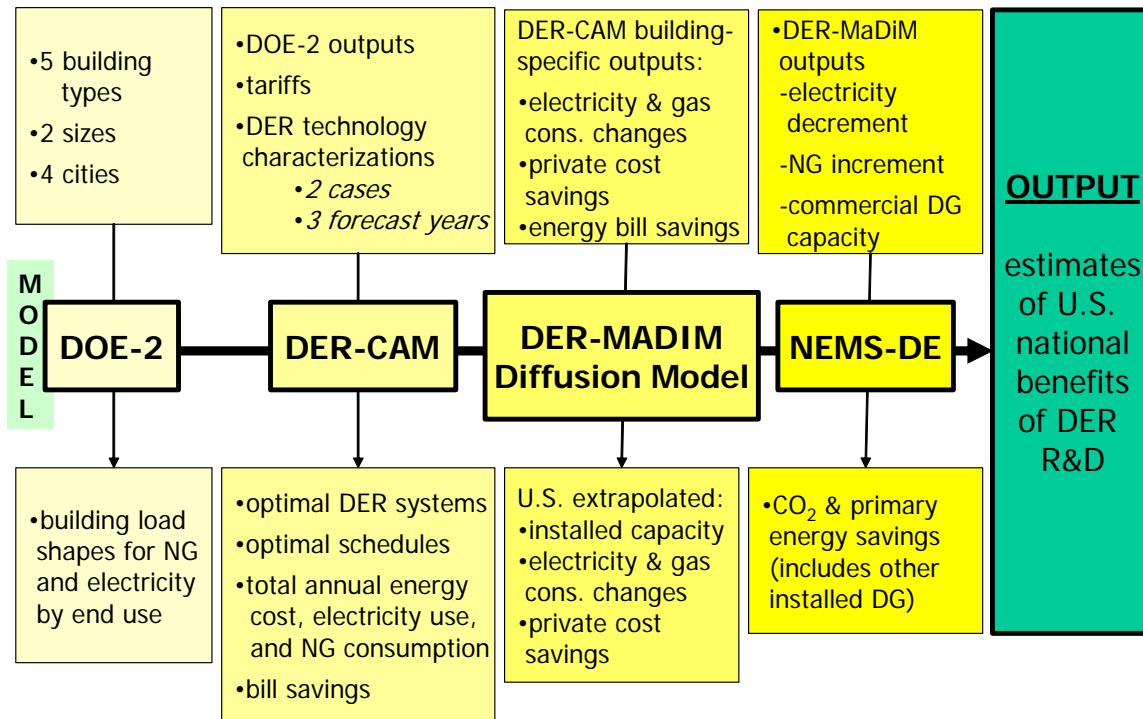 •5 building
types
•2 sizes
•4 cities
•DOE-2 outputs
•tariffs
•DER technology
characterizations
•2 cases
•3 forecast years
DER-CAM building-
specific outputs:
•electricity & gas
cons. changes
•private cost
savings
•energy bill savings
•DER-MaDiM
outputs
-electricity
decrement
-NG increment
-commercial DG
capacity
MODEL
DOE-2
DER-CAM
DER-MADIM
Diffusion Model
NEMS-DE
OUTPUT
estimates
of U.S.
national
benefits
of DER
R&D
•building load
shapes for NG
and electricity
by end use
•optimal DER systems
•optimal schedules
•total annual energy
cost, electricity use,
and NG consumption
•bill savings
U.S. extrapolated:
•installed capacity
•electricity & gas
cons. changes
•private cost
savings
•CO₂ & primary
energy savings
(includes other
installed DG)